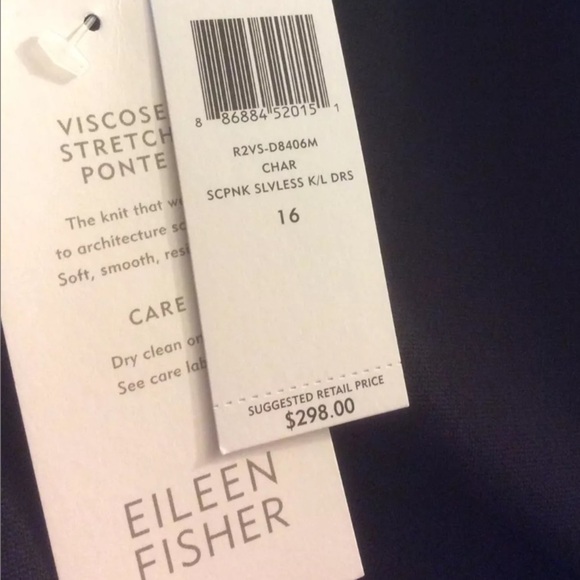 VISCOSE
STRETCH
PONTE
The knit that
to architecture
Soft, smooth,
CARE
Dry clean
See care
EILEEN
FISHER
8 86884 52015 1
R2VS-D8406M
CHAR
SCPNK SLVLESS K/L DRS
16
SUGGESTED RETAIL PRICE
$298.00